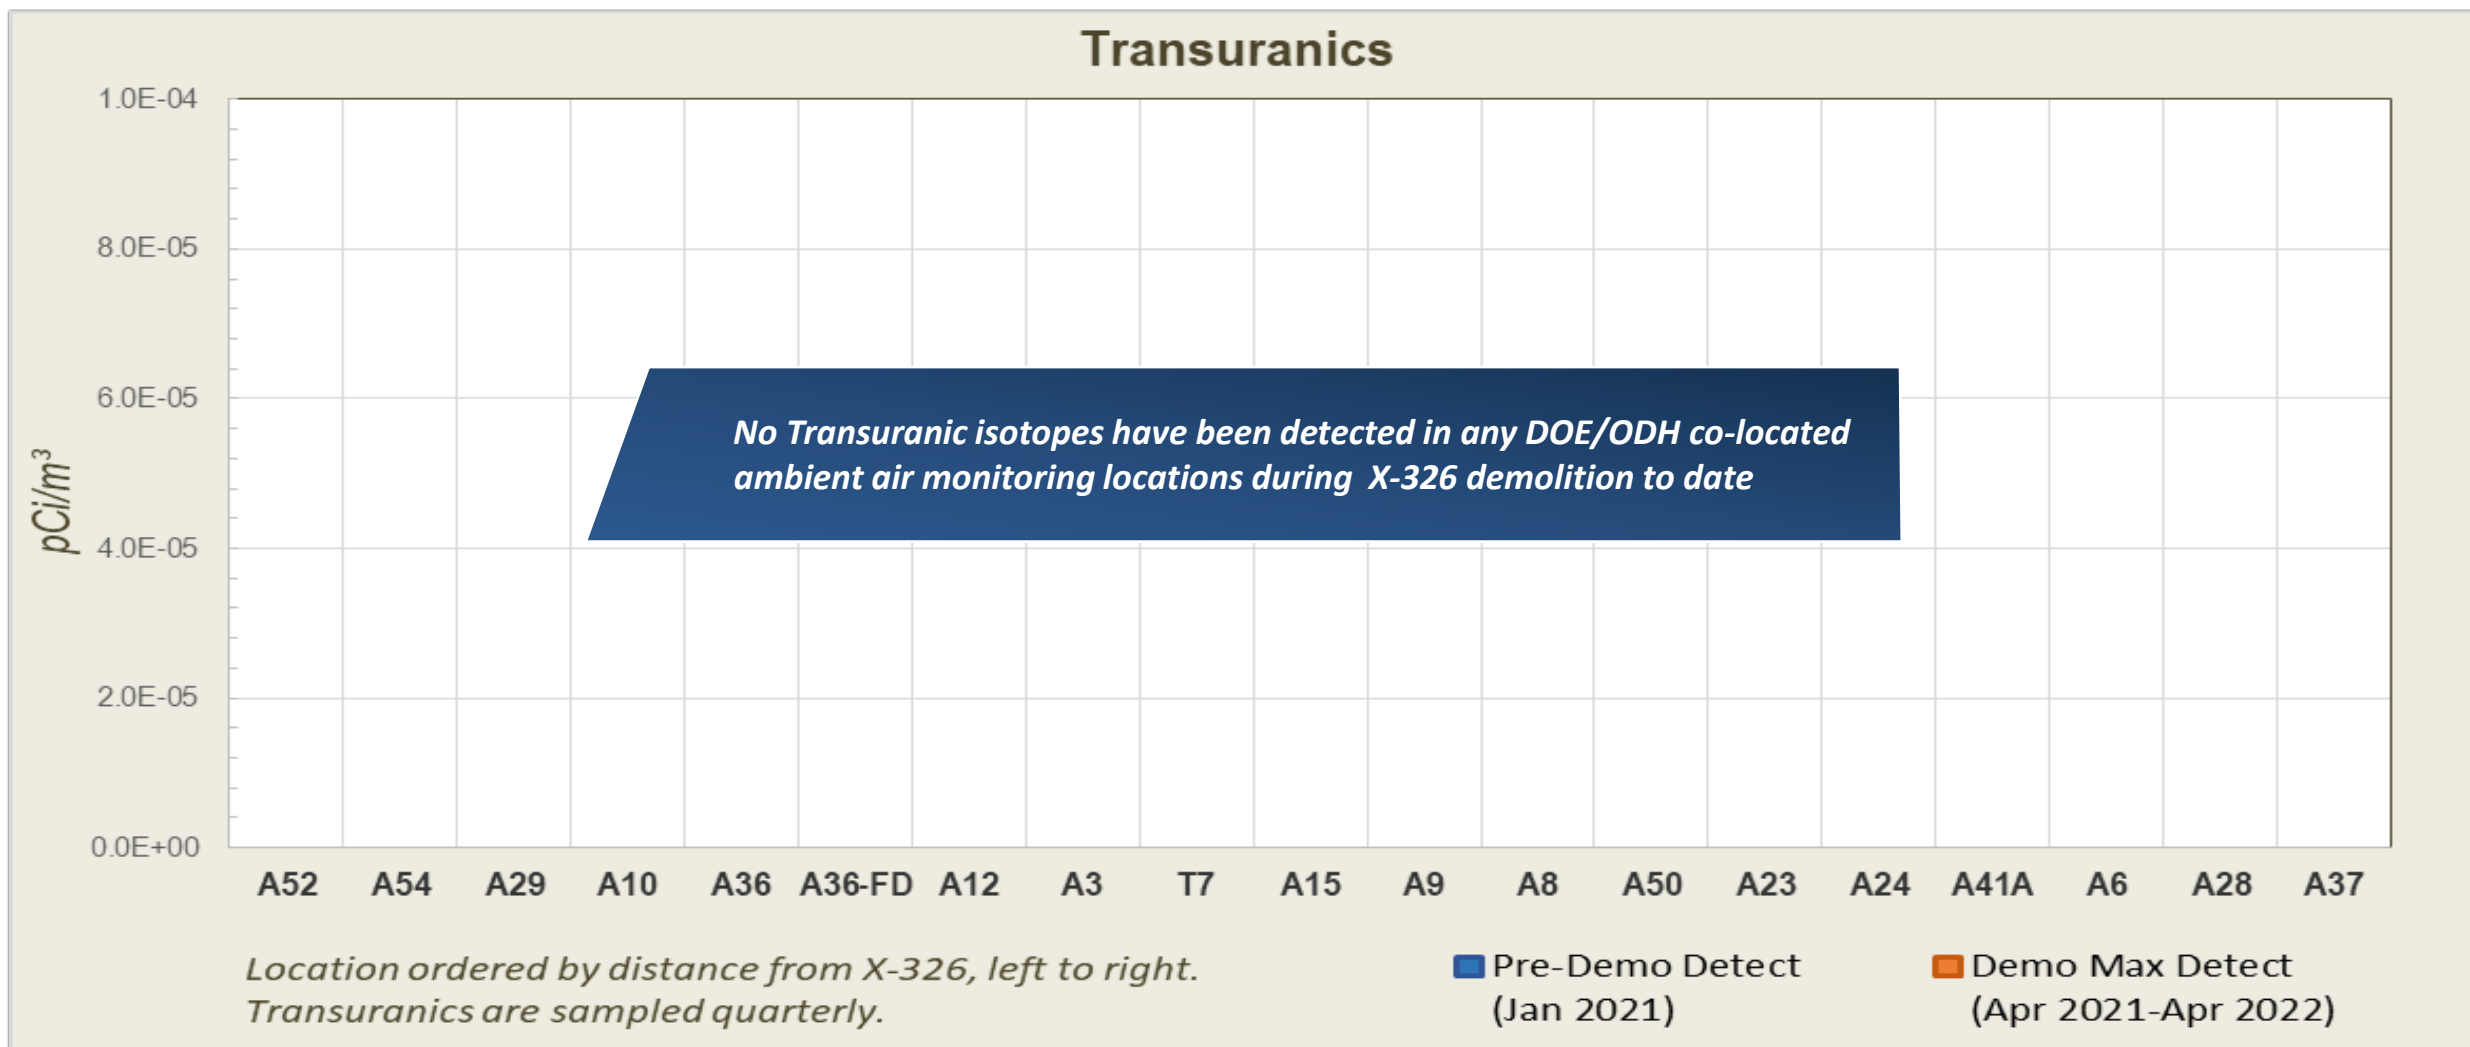 Transuranics
1.0E-04
8.0E-05
6.0E-05
4.0E-05
2.0E-05
0.0E+00
pCi/m³
No Transuranic isotopes have been detected in any DOE/ODH co-located
ambient air monitoring locations during  X-326 demolition to date
A52 A54 A29 A10 A36 A36-FD A12 A3 T7 A15 A9 A8 A50 A23 A24 A41A A6 A28 A37
Location ordered by distance from X-326, left to right.
Transuranics are sampled quarterly.
Pre-Demo Detect
(Jan 2021)
Demo Max Detect
(Apr 2021-Apr 2022)